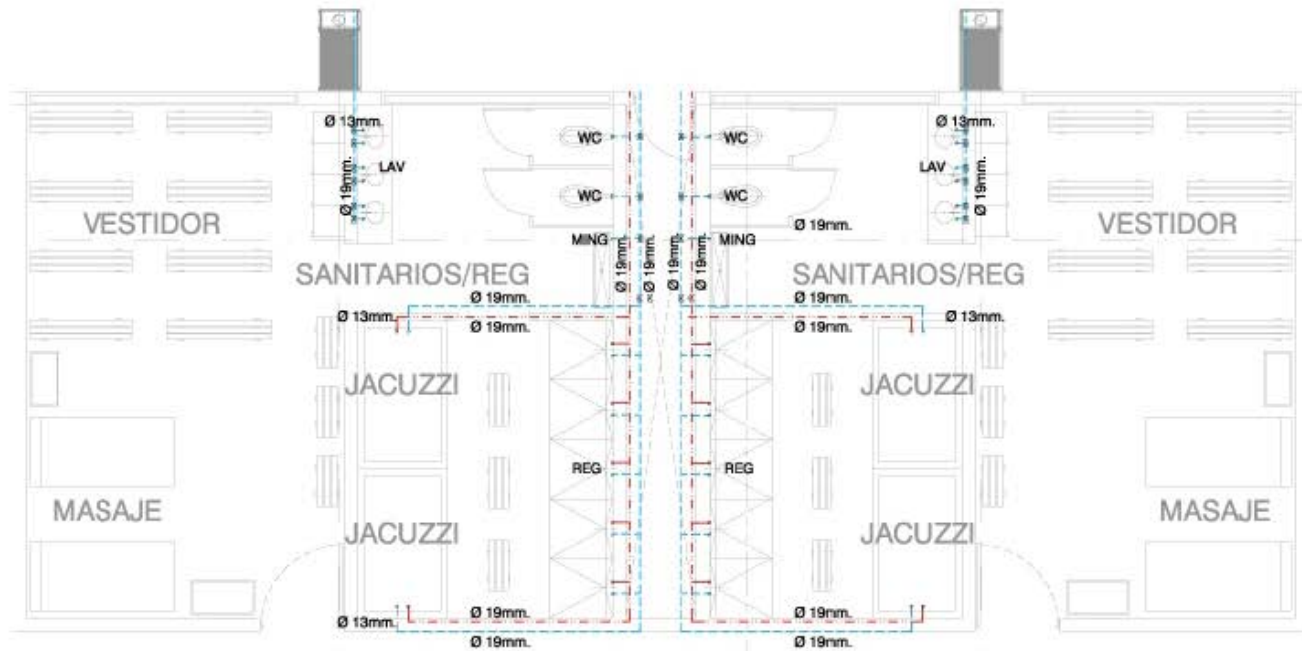 Ø 13mm.
Ø 13mm.
WC
WC
LAV
LAV
Ø 19mm.
Ø 19mm.
WC
WC
VESTIDOR
VESTIDOR
Ø 19mm.
MING
MING
Ø 19mm.
Ø 19mm.
Ø 19mm.
Ø 19mm.
SANITARIOS/REG
SANITARIOS/REG
Ø 19mm.
Ø 19mm.
Ø 13mm.
Ø 19mm.
Ø 19mm.
Ø 13mm.
JACUZZI
JACUZZI
REG
REG
MASAJE
JACUZZI
JACUZZI
MASAJE
Ø 19mm.
Ø 19mm.
Ø 13mm.
Ø 19mm.
Ø 19mm.